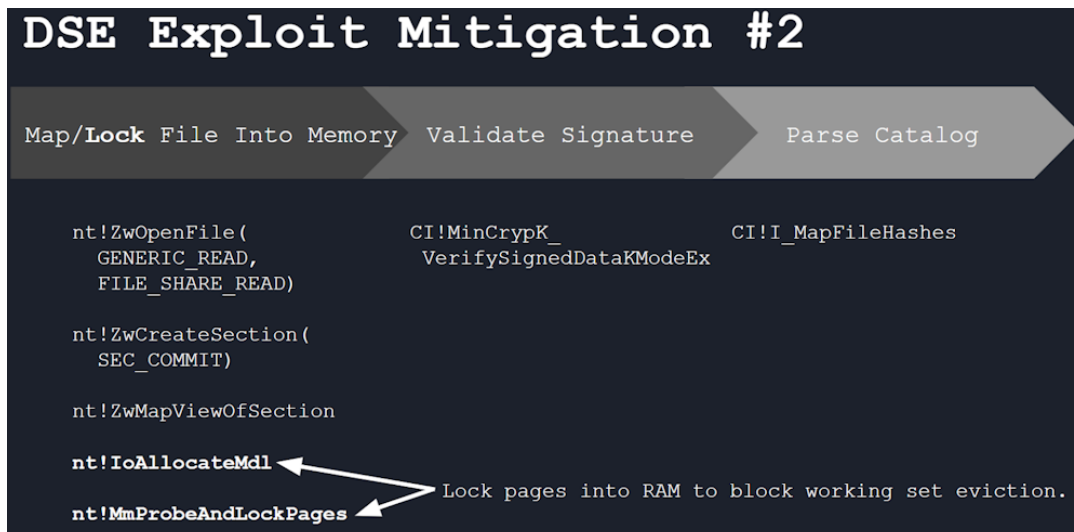 DSE Exploit Mitigation #2
Map/Lock File Into Memory
Validate Signature
Parse Catalog
nt!ZwOpenFile(
GENERIC_READ,
FILE_SHARE_READ)
nt!ZwCreateSection(
SEC_COMMIT)
nt!ZwMapViewOfSection
nt!IoAllocateMdl
nt!MmProbeAndLockPages
CI!MinCrypK_
VerifySignedDataKModeEx
CI!I_MapFileHashes
Lock pages into RAM to block working set eviction.